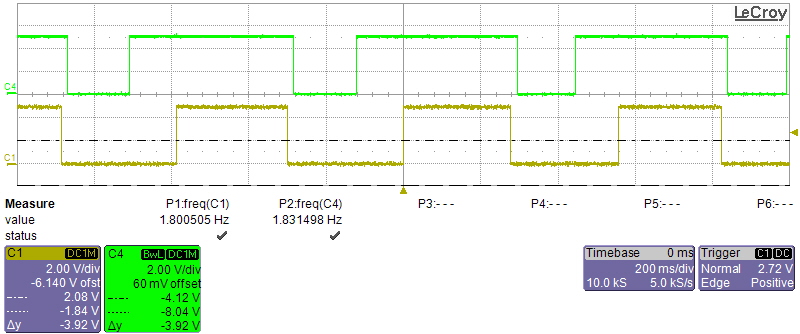 LeCroy
C4
C1
Measure P1:freq(C1) P2:freq(C4) P3:- - - P4:- - - P5:- - - P6:- - -
value 1.800505 Hz 1.831498 Hz
status
C1 DC1M
2.00 V/div
-6.140 V ofst
2.08 V
-1.84 V
Δy -3.92 V
C4 BwL DC1M
2.00 V/div
60 mV offset
-4.12 V
-8.04 V
Δy -3.92 V
Timebase 0 ms
200 ms/div
10.0 kS 5.0 kS/s
Trigger C1 DC
Normal 2.72 V
Edge Positive